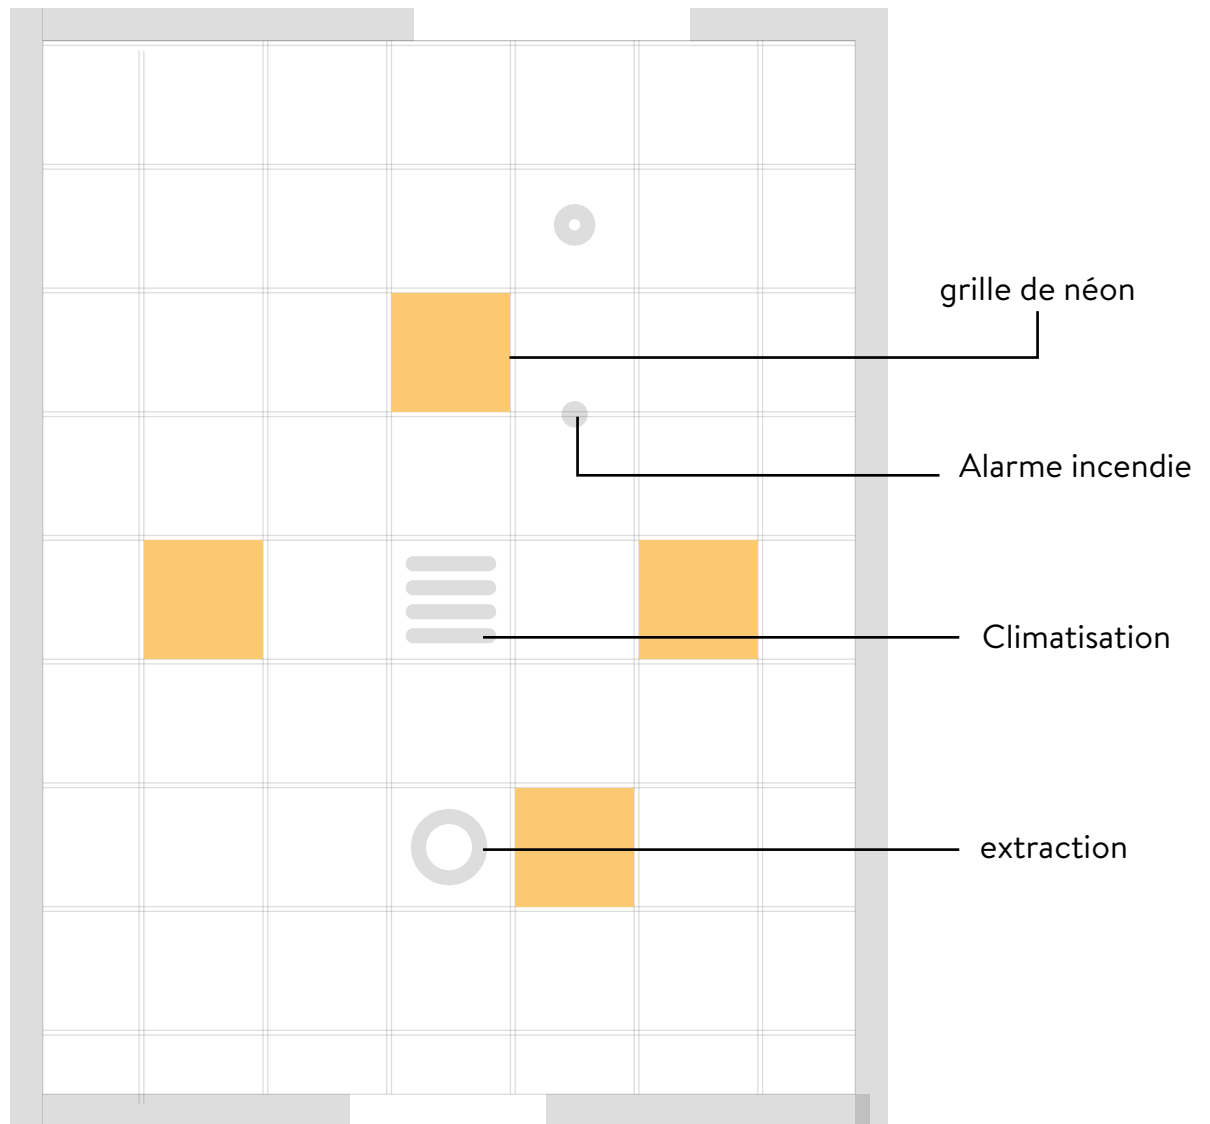 grille de néon
Alarme incendie
Climatisation
extraction